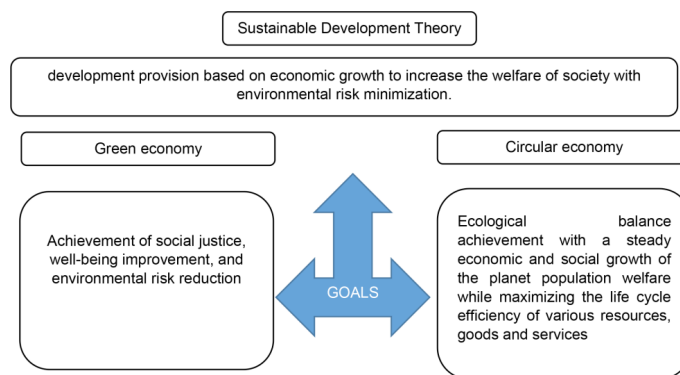 Sustainable Development Theory
development provision based on economic growth to increase the welfare of society with
environmental risk minimization.
Green economy
Circular economy
Achievement of social justice,
well-being improvement, and
environmental risk reduction
GOALS
Ecological balance
achievement with a steady
economic and social growth of
the planet population welfare
while maximizing the life cycle
efficiency of various resources,
goods and services